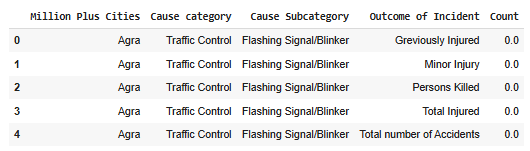 Million Plus Cities Cause category Cause Subcategory Outcome of Incident Count
0 Agra Traffic Control Flashing Signal/Blinker Greviously Injured 0.0
1 Agra Traffic Control Flashing Signal/Blinker Minor Injury 0.0
2 Agra Traffic Control Flashing Signal/Blinker Persons Killed 0.0
3 Agra Traffic Control Flashing Signal/Blinker Total Injured 0.0
4 Agra Traffic Control Flashing Signal/Blinker Total number of Accidents 0.0